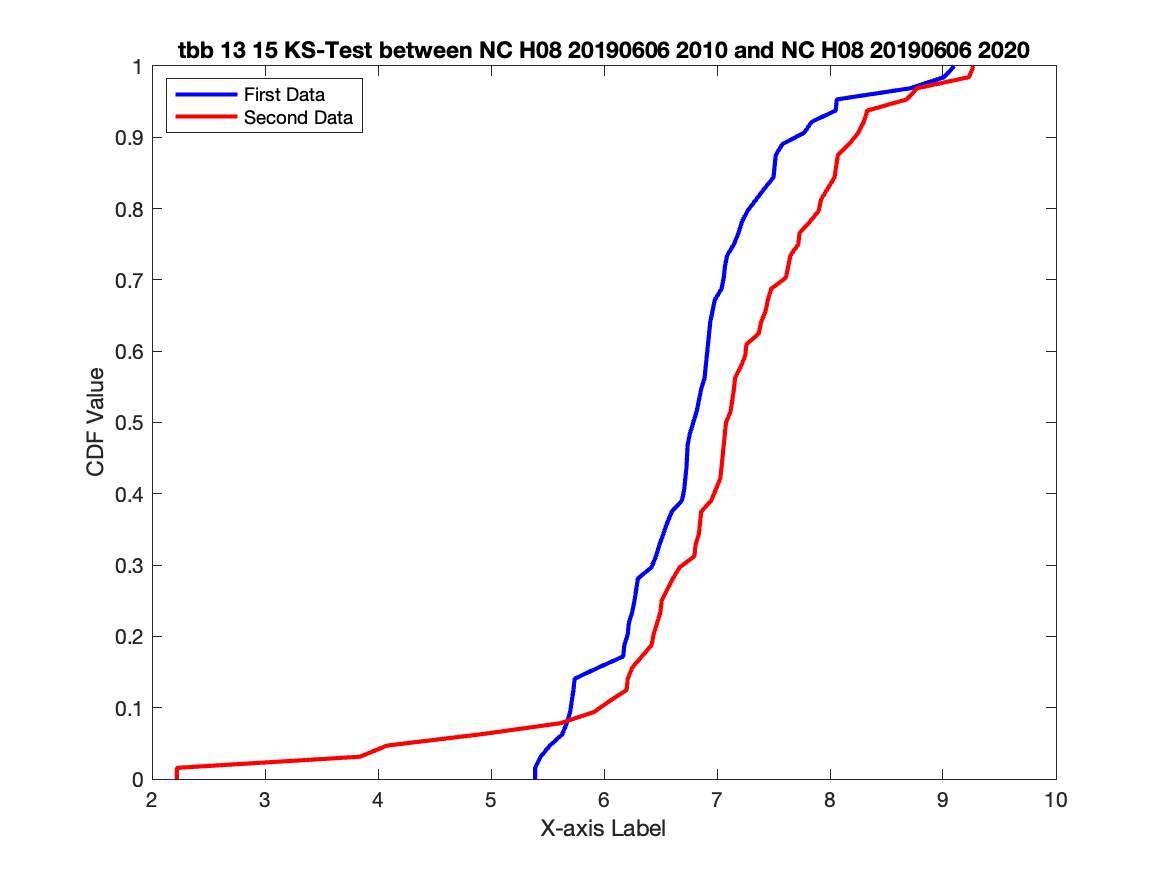 tbb 13 15 KS-Test between NC H08 20190606 2010 and NC H08 20190606 2020
First Data
Second Data
1
0.9
0.8
0.7
0.6
0.5
0.4
0.3
0.2
0.1
0
CDF Value
2 3 4 5 6 7 8 9 10
X-axis Label